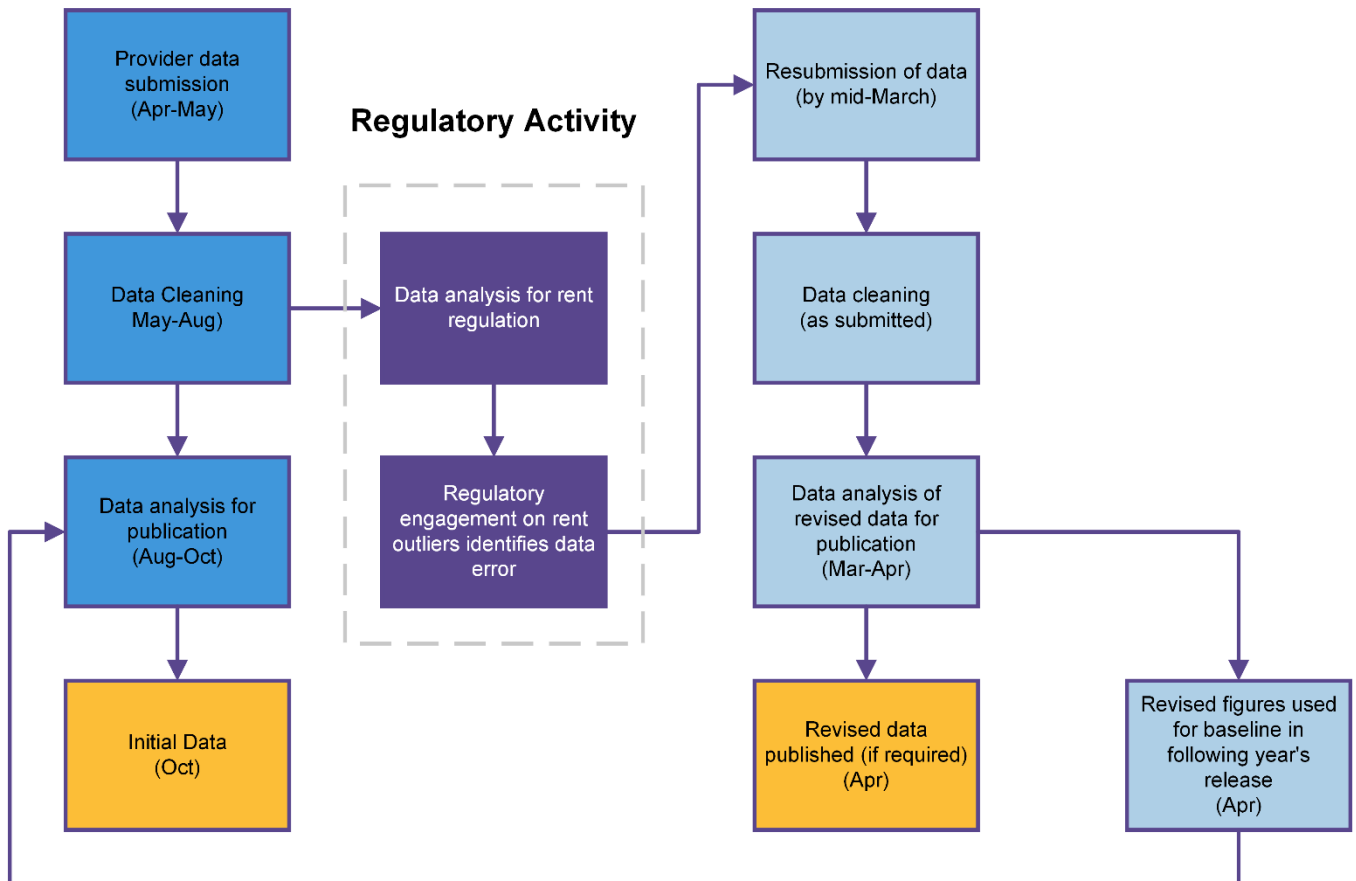 Provider data
submission
(Apr-May)
Regulatory Activity
Resubmission of data
(by mid-March)
Data Cleaning
May-Aug)
Data analysis for rent
regulation
Data cleaning
(as submitted)
Data analysis for
publication
(Aug-Oct)
Regulatory
engagement on rent
outliers identifies data
error
Data analysis of
revised data for
publication
(Mar-Apr)
Initial Data
(Oct)
Revised data
published (if required)
(Apr)
Revised figures used
for baseline in
following year's
release
(Apr)